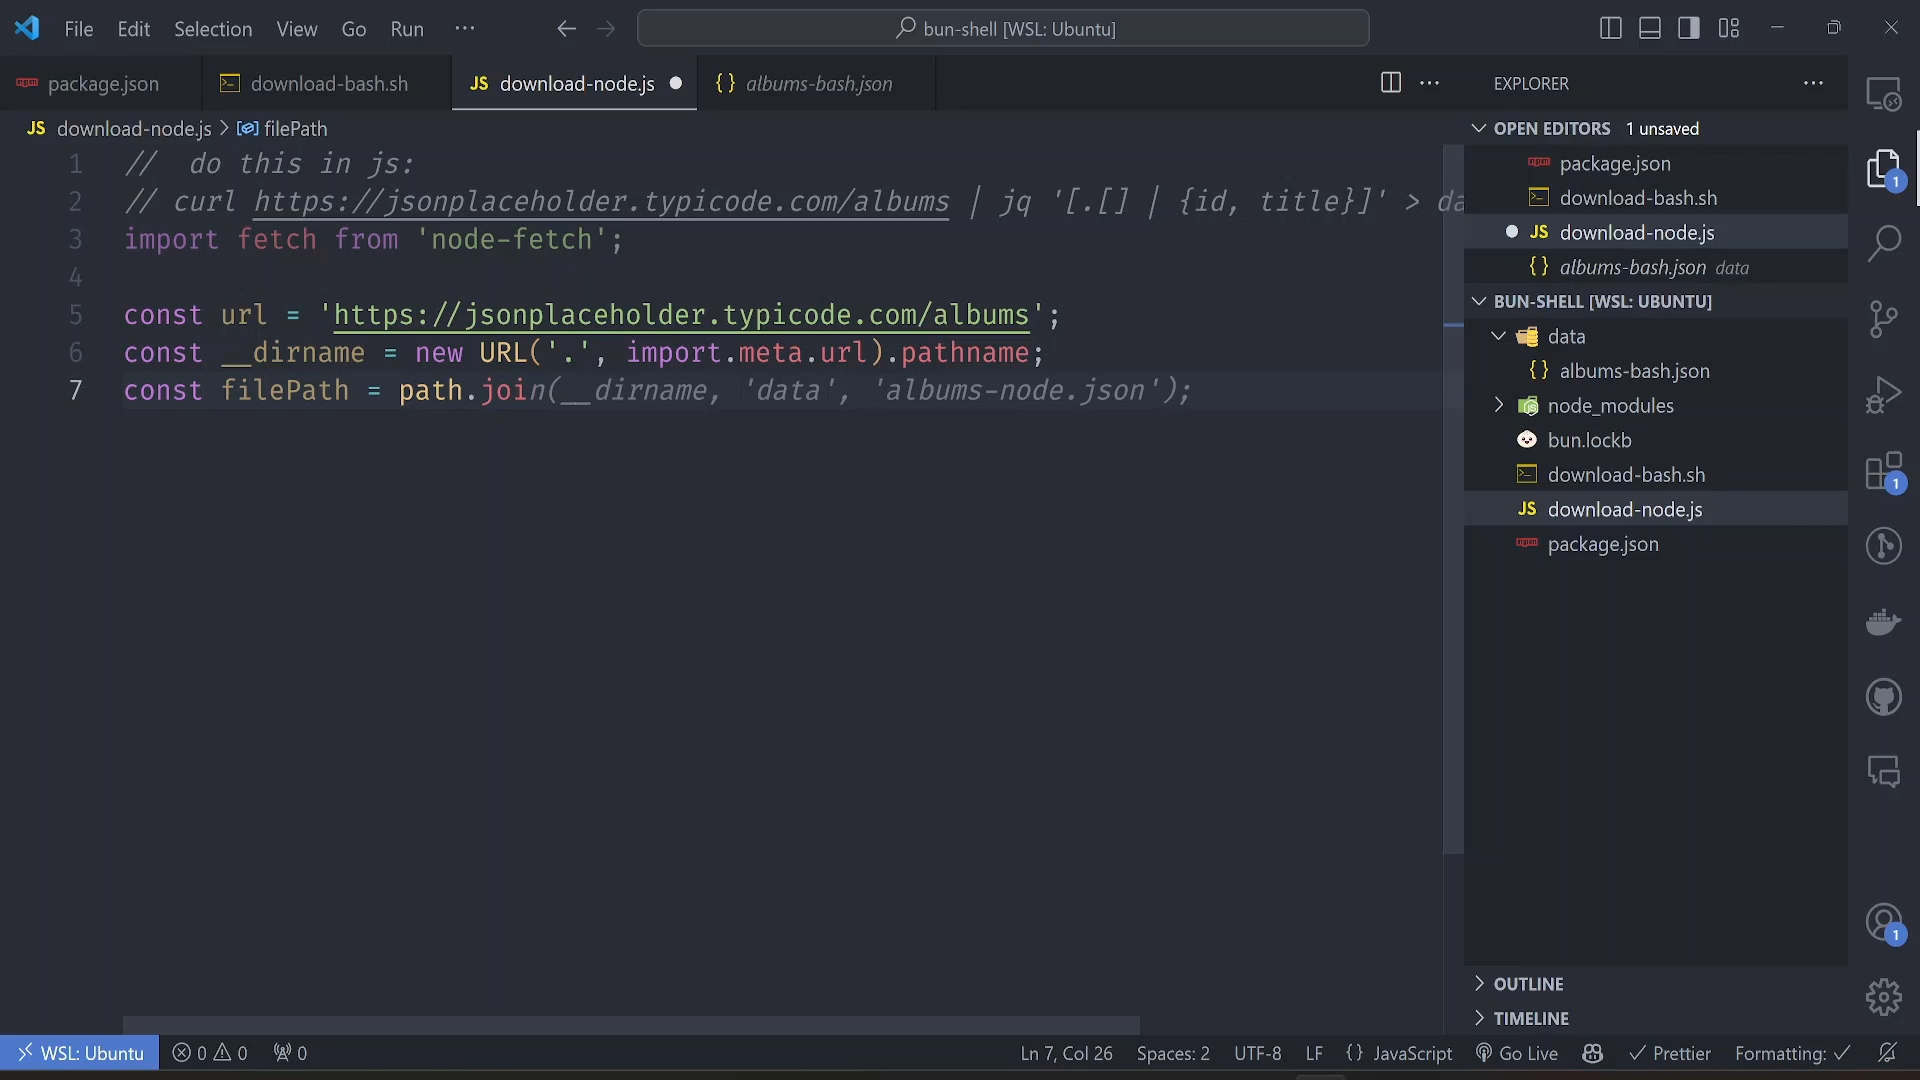 File Edit Selection View Go Run ··· bun-shell [WSL: Ubuntu]
package.json download-bash.sh JS download-node.js {} albums-bash.json
JS download-node.js > filePath
1 //  do this in js:
2 // curl https://jsonplaceholder.typicode.com/albums | jq '[.[] | {id, title}]' > da
3 import fetch from 'node-fetch';
4
5 const url = 'https://jsonplaceholder.typicode.com/albums';
6 const __dirname = new URL('.', import.meta.url).pathname;
7 const filePath = path.join(__dirname, 'data', 'albums-node.json');
EXPLORER
OPEN EDITORS 1 unsaved
package.json
download-bash.sh
JS download-node.js
{} albums-bash.json data
BUN-SHELL [WSL: UBUNTU]
data
{} albums-bash.json
node_modules
bun.lockb
download-bash.sh
JS download-node.js
package.json
OUTLINE
TIMELINE
1
1
1
WSL: Ubuntu 0 0 0 Ln 7, Col 26 Spaces: 2 UTF-8 LF {} JavaScript Go Live Prettier Formatting: ✓